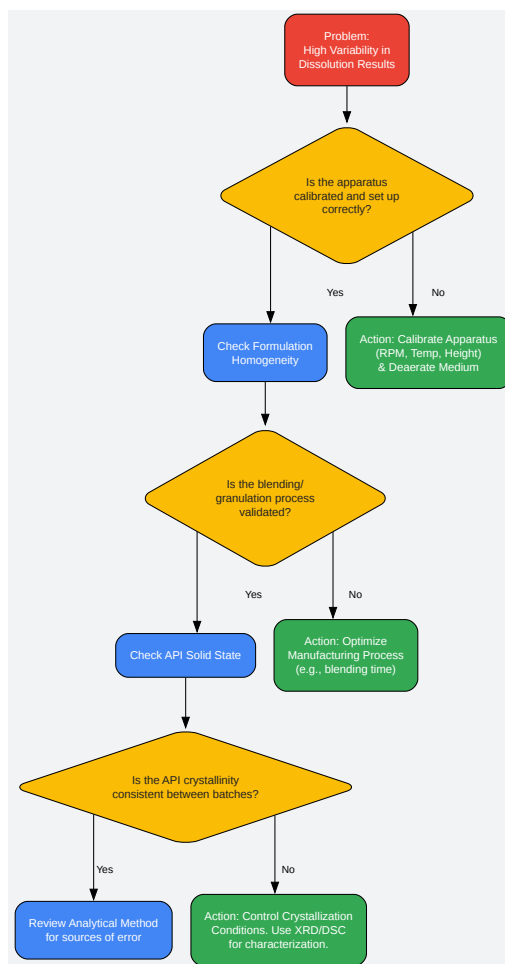 Problem:
High Variability in
Dissolution Results
Is the apparatus
calibrated and set up
correctly?
Yes
No
Check Formulation
Homogeneity
Action: Calibrate Apparatus
(RPM, Temp, Height)
& Deaerate Medium
Is the blending/
granulation process
validated?
Yes
No
Check API Solid State
Action: Optimize
Manufacturing Process
(e.g., blending time)
Is the API crystallinity
consistent between batches?
Yes
No
Review Analytical Method
for sources of error
Action: Control Crystallization
Conditions. Use XRD/DSC
for characterization.